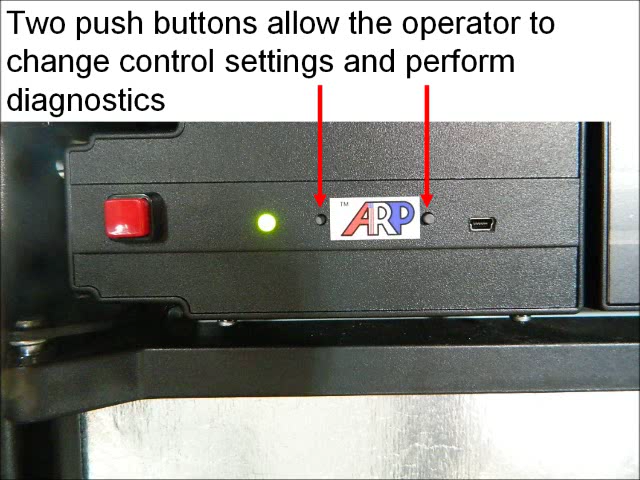 Two push buttons allow the operator to
change control settings and perform
diagnostics
™ ARP